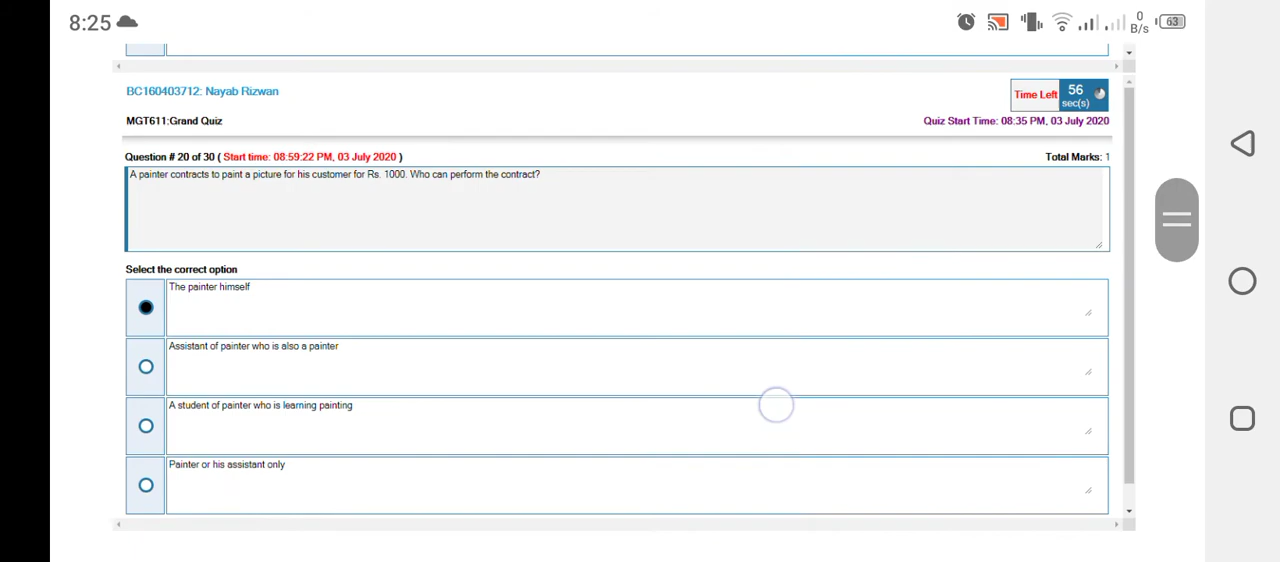 8:25
0
B/s
63
BC160403712: Nayab Rizwan
Time Left
56
sec(s)
MGT611:Grand Quiz
Quiz Start Time: 08:35 PM, 03 July 2020
Question # 20 of 30 ( Start time: 08:59:22 PM, 03 July 2020 )
Total Marks: 1
A painter contracts to paint a picture for his customer for Rs. 1000. Who can perform the contract?
Select the correct option
The painter himself
Assistant of painter who is also a painter
A student of painter who is learning painting
Painter or his assistant only